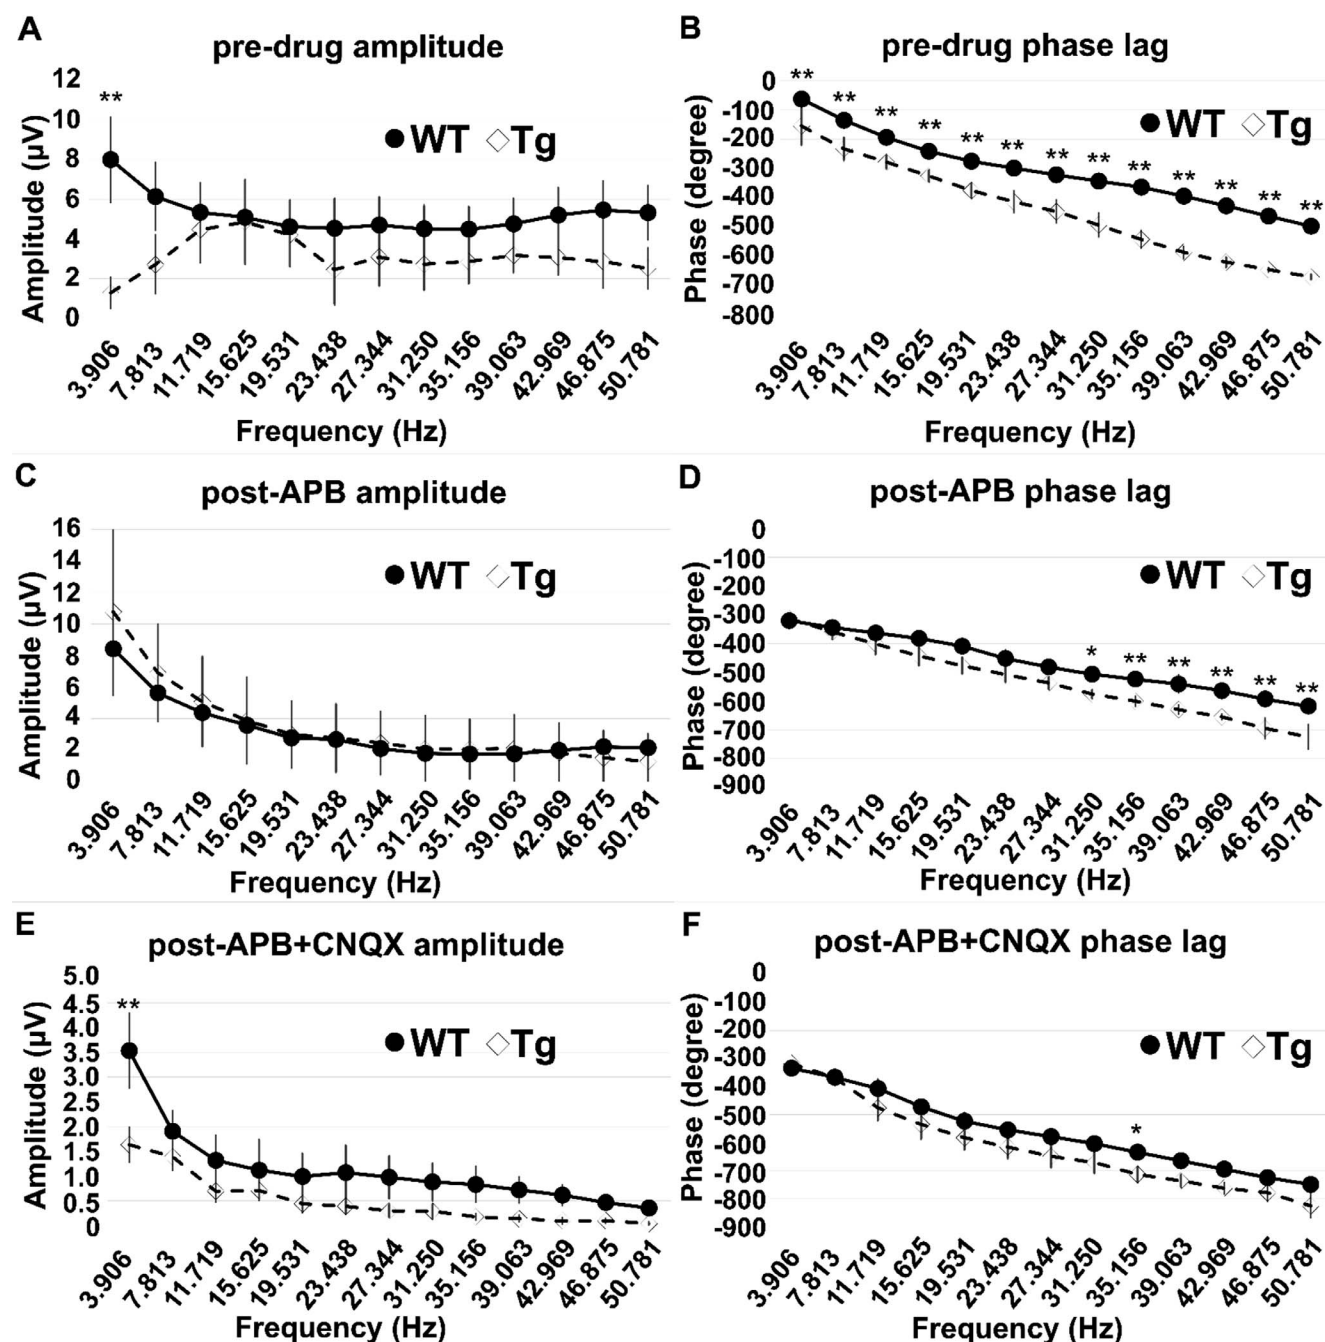 A
pre-drug amplitude
12
10
8
6
4
2
0
Amplitude (µV)
**
WT Tg
3.906 7.813 11.719 15.625 19.531 23.438 27.344 31.250 35.156 39.063 42.969 46.875 50.781
Frequency (Hz)
B
pre-drug phase lag
0
-100
-200
-300
-400
-500
-600
-700
-800
Phase (degree)
** ** ** ** ** ** ** ** ** ** ** ** **
WT Tg
3.906 7.813 11.719 15.625 19.531 23.438 27.344 31.250 35.156 39.063 42.969 46.875 50.781
Frequency (Hz)
C
post-APB amplitude
16
14
12
10
8
6
4
2
0
Amplitude (µV)
WT Tg
3.906 7.813 11.719 15.625 19.531 23.438 27.344 31.250 35.156 39.063 42.969 46.875 50.781
Frequency (Hz)
D
post-APB phase lag
0
-100
-200
-300
-400
-500
-600
-700
-800
-900
Phase (degree)
WT Tg
* ** ** ** ** **
3.906 7.813 11.719 15.625 19.531 23.438 27.344 31.250 35.156 39.063 42.969 46.875 50.781
Frequency (Hz)
E
post-APB+CNQX amplitude
5.0
4.5
4.0
3.5
3.0
2.5
2.0
1.5
1.0
0.5
0
Amplitude (µV)
**
WT Tg
3.906 7.813 11.719 15.625 19.531 23.438 27.344 31.250 35.156 39.063 42.969 46.875 50.781
Frequency (Hz)
F
post-APB+CNQX phase lag
0
-100
-200
-300
-400
-500
-600
-700
-800
-900
Phase (degree)
WT Tg
*
3.906 7.813 11.719 15.625 19.531 23.438 27.344 31.250 35.156 39.063 42.969 46.875 50.781
Frequency (Hz)